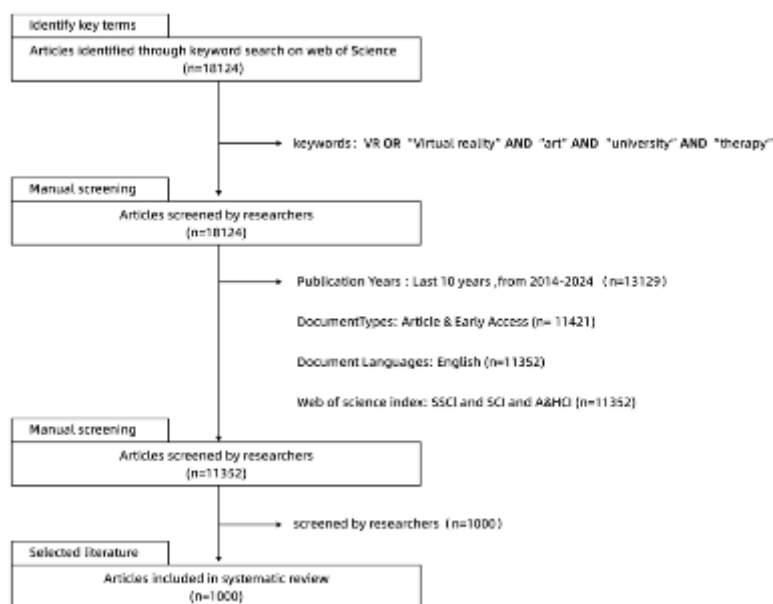 Identify key terms
Articles identified through keyword search on web of Science
(n=18124)
keywords: VR OR "Virtual reality" AND "art" AND "university" AND "therapy"
Manual screening
Articles screened by researchers
(n=18124)
Publication Years : Last 10 years ,from 2014-2024 (n=13129)
DocumentTypes: Article & Early Access (n= 11421)
Document Languages: English (n=11352)
Web of science index: SSCI and SCI and A&HCI (n=11352)
Manual screening
Articles screened by researchers
(n=11352)
screened by researchers (n=1000)
Selected literature
Articles included in systematic review
(n=1000)